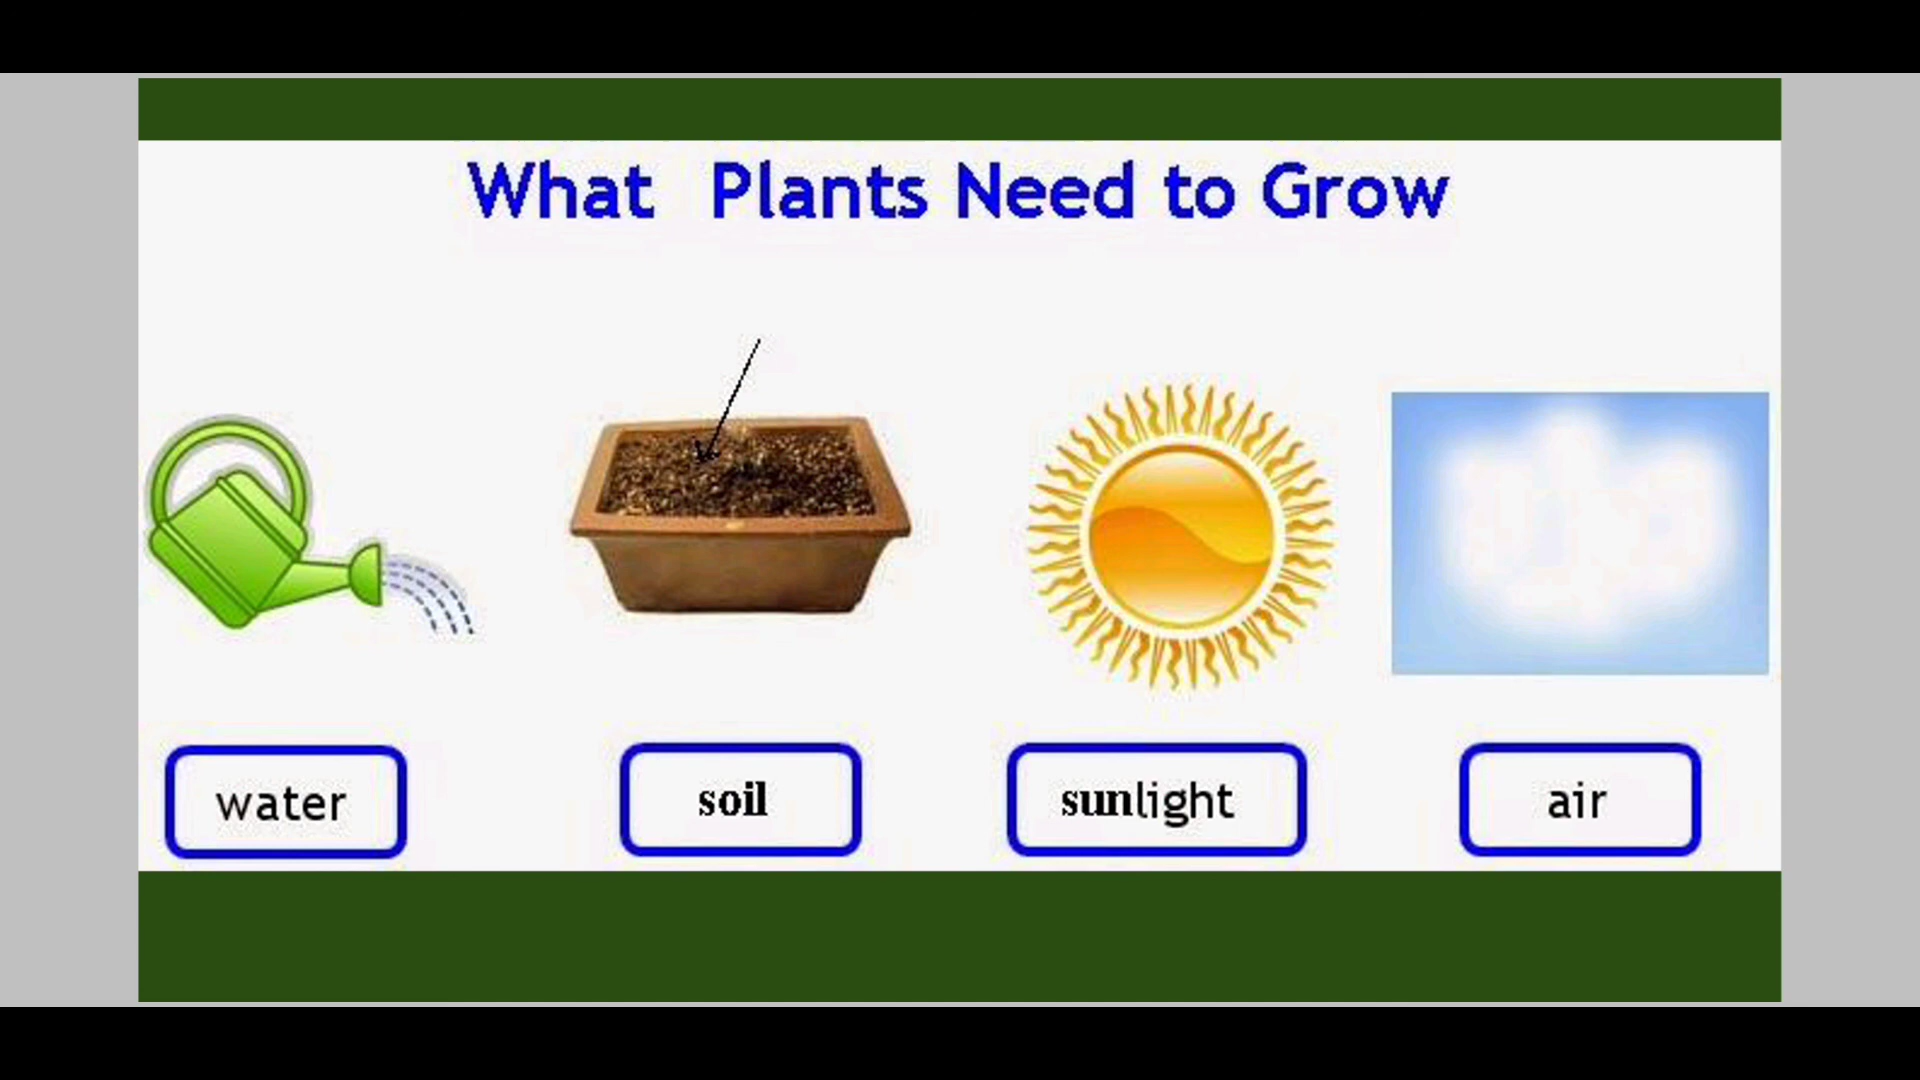 What Plants Need to Grow
water
soil
sunlight
air